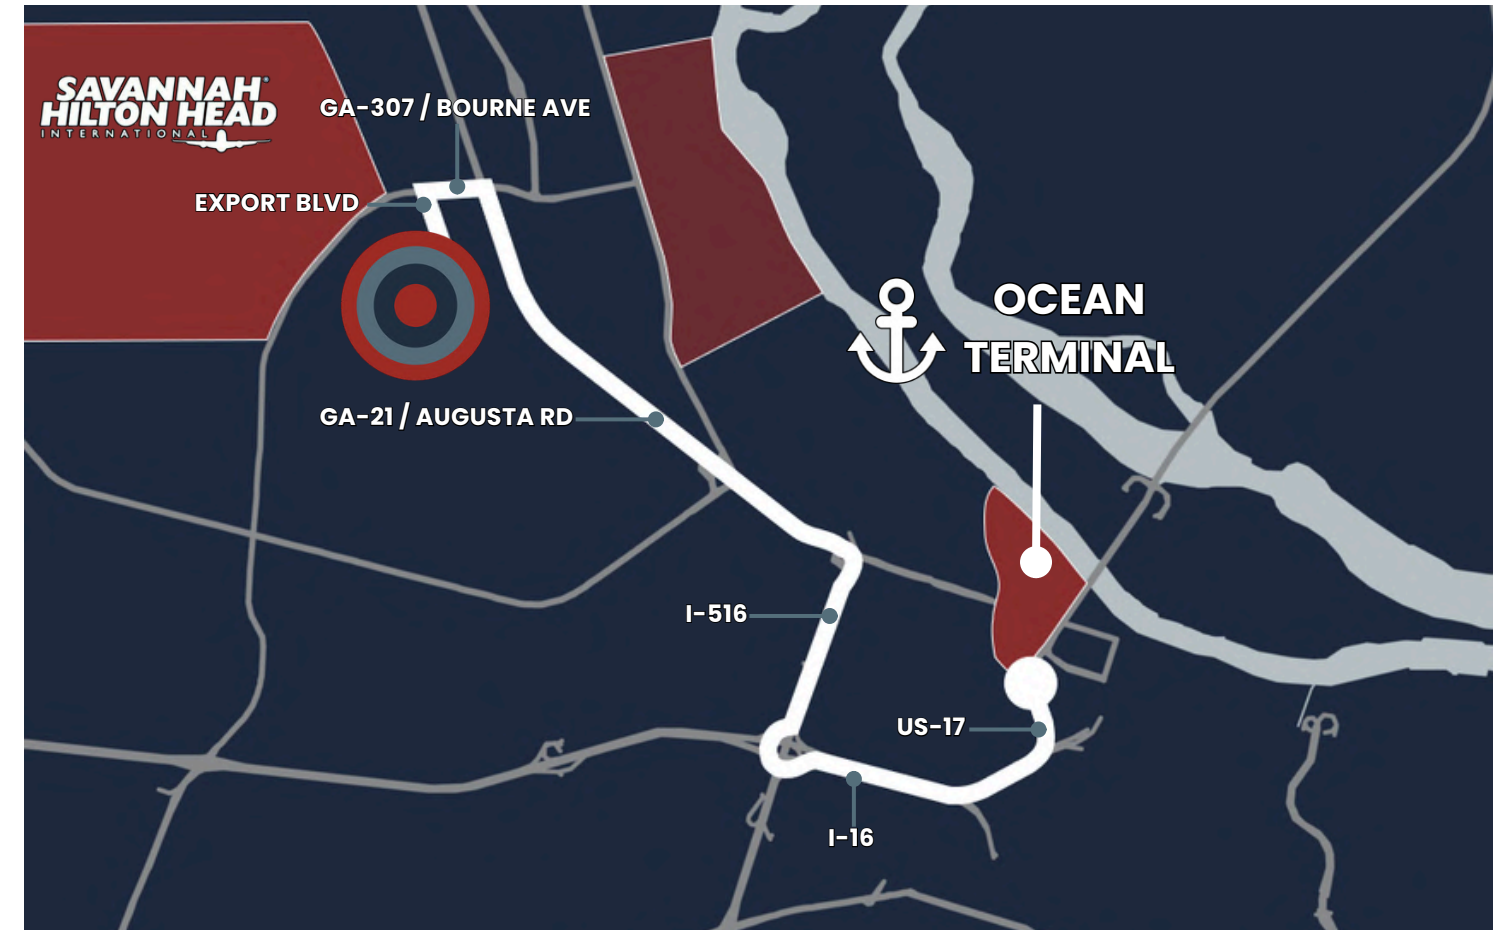 SAVANNAH
HILTON HEAD
INTERNATIONAL
GA-307 / BOURNE AVE
EXPORT BLVD
OCEAN
TERMINAL
GA-21 / AUGUSTA RD
I-516
US-17
I-16